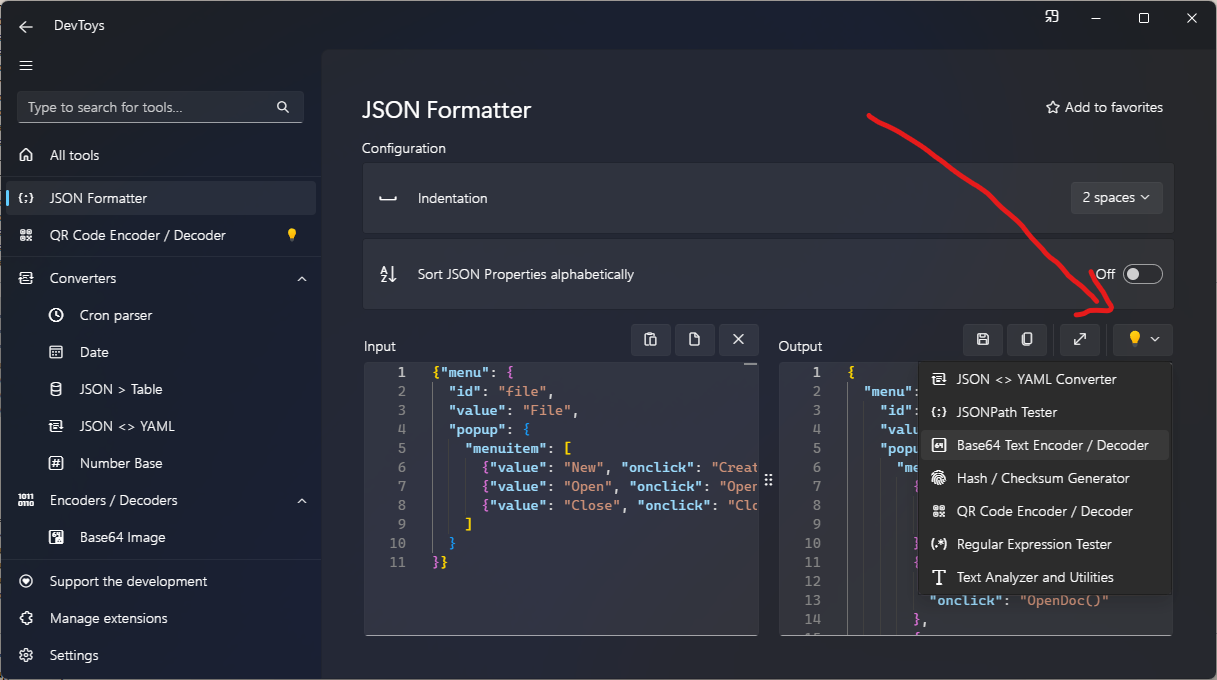 DevToys
Type to search for tools...
All tools
JSON Formatter
QR Code Encoder / Decoder
Converters
Cron parser
Date
JSON > Table
JSON <> YAML
Number Base
Encoders / Decoders
Base64 Image
Support the development
Manage extensions
Settings
JSON Formatter
Add to favorites
Configuration
Indentation
2 spaces
Sort JSON Properties alphabetically
Off
Input
1 {"menu": {
2 "id": "file",
3 "value": "File",
4 "popup": {
5 "menuitem": [
6 {"value": "New", "onclick": "Creat
7 {"value": "Open", "onclick": "Open
8 {"value": "Close", "onclick": "Clo
9 ]
10 }
11 }}
Output
1 {
2 "menu":
3 "id":
4 "valu
5 "popu
6 "me
7 {
8
9
10 }
11 {
12
13 "onclick": "OpenDoc()"
14 },
JSON <> YAML Converter
JSONPath Tester
Base64 Text Encoder / Decoder
Hash / Checksum Generator
QR Code Encoder / Decoder
Regular Expression Tester
Text Analyzer and Utilities